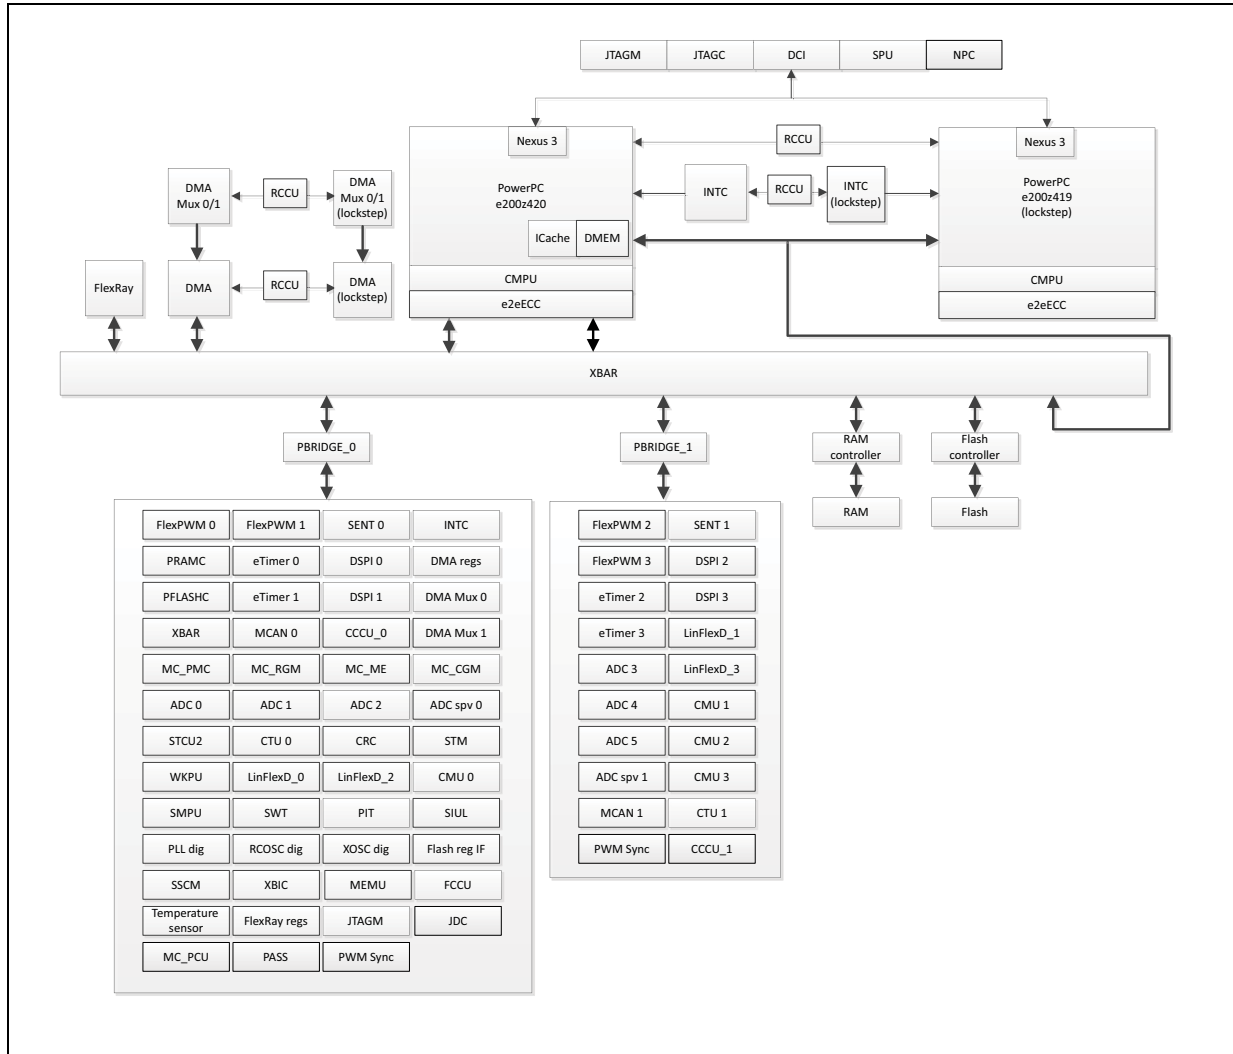 JTAGM JTAGC DCI SPU NPC
Nexus 3
Nexus 3
RCCU
PowerPC
e200z420
INTC
RCCU
INTC
(lockstep)
PowerPC
e200z419
(lockstep)
DMA
Mux 0/1
RCCU
DMA
Mux 0/1
(lockstep)
ICache DMEM
FlexRay
DMA
RCCU
DMA
(lockstep)
CMPU
CMPU
e2eECC
e2eECC
XBAR
PBRIDGE_0
PBRIDGE_1
RAM
controller
Flash
controller
RAM
Flash
FlexPWM 0 FlexPWM 1 SENT 0 INTC
PRAMC eTimer 0 DSPI 0 DMA regs
PFLASHC eTimer 1 DSPI 1 DMA Mux 0
XBAR MCAN 0 CCCU_0 DMA Mux 1
MC_PMC MC_RGM MC_ME MC_CGM
ADC 0 ADC 1 ADC 2 ADC spv 0
STCU2 CTU 0 CRC STM
WKPU LinFlexD_0 LinFlexD_2 CMU 0
SMPU SWT PIT SIUL
PLL dig RCOSC dig XOSC dig Flash reg IF
SSCM XBIC MEMU FCCU
Temperature
sensor
FlexRay regs JTAGM JDC
MC_PCU PASS PWM Sync
FlexPWM 2 SENT 1
FlexPWM 3 DSPI 2
eTimer 2 DSPI 3
eTimer 3 LinFlexD_1
ADC 3 LinFlexD_3
ADC 4 CMU 1
ADC 5 CMU 2
ADC spv 1 CMU 3
MCAN 1 CTU 1
PWM Sync CCCU_1